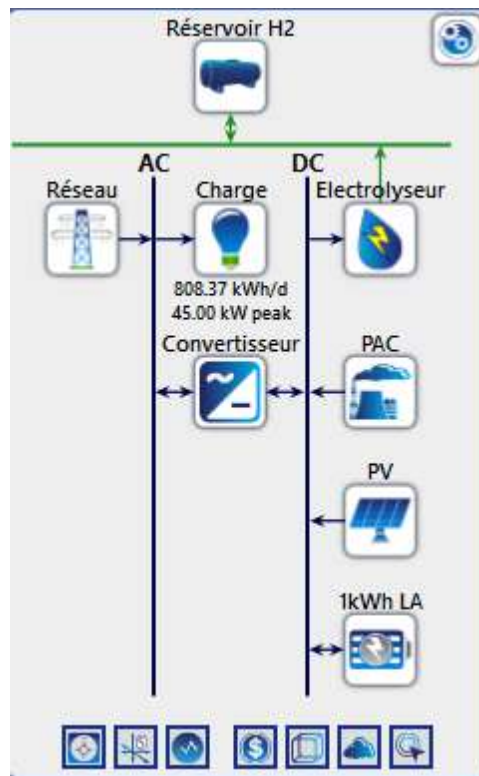 Réservoir H2
AC
DC
Réseau
Charge
Electrolyseur
808.37 kWh/d
45.00 kW peak
Convertisseur
PAC
PV
1kWh LA